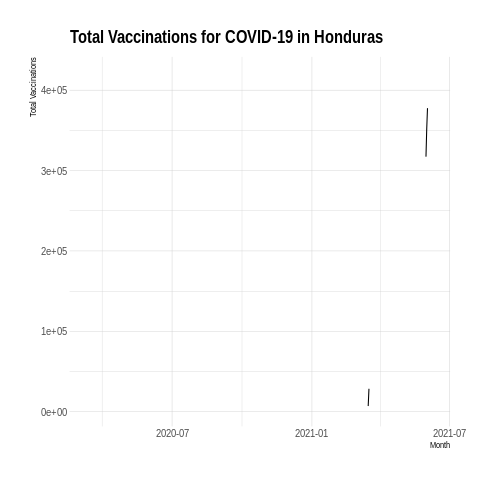 Total Vaccinations for COVID-19 in Honduras
Total Vaccinations
4e+05
3e+05
2e+05
1e+05
0e+00
2020-07 2021-01 2021-07
Month